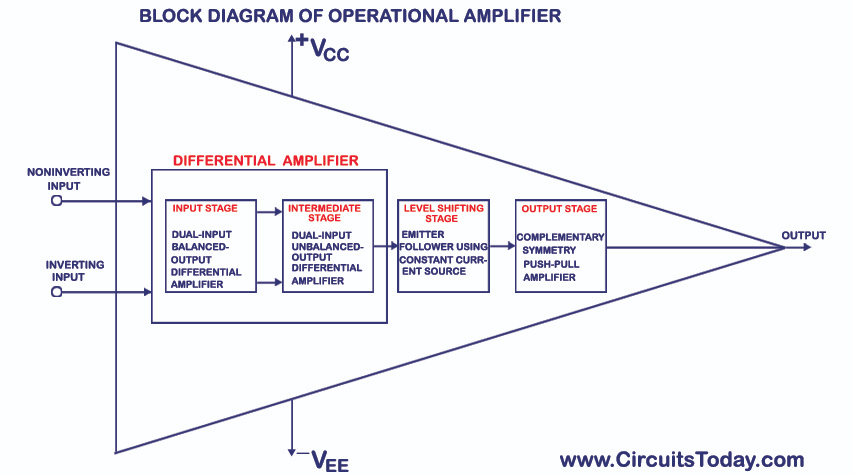 BLOCK DIAGRAM OF OPERATIONAL AMPLIFIER
+VCC
DIFFERENTIAL AMPLIFIER
NONINVERTING
INPUT
INVERTING
INPUT
INPUT STAGE
DUAL-INPUT
BALANCED-
OUTPUT
DIFFERENTIAL
AMPLIFIER
INTERMEDIATE
STAGE
DUAL-INPUT
UNBALANCED-
OUTPUT
DIFFERENTIAL
AMPLIFIER
LEVEL SHIFTING
STAGE
EMITTER
FOLLOWER USING
CONSTANT CURR-
ENT SOURCE
OUTPUT STAGE
COMPLEMENTARY
SYMMETRY
PUSH-PULL
AMPLIFIER
OUTPUT
−VEE
www.CircuitsToday.com